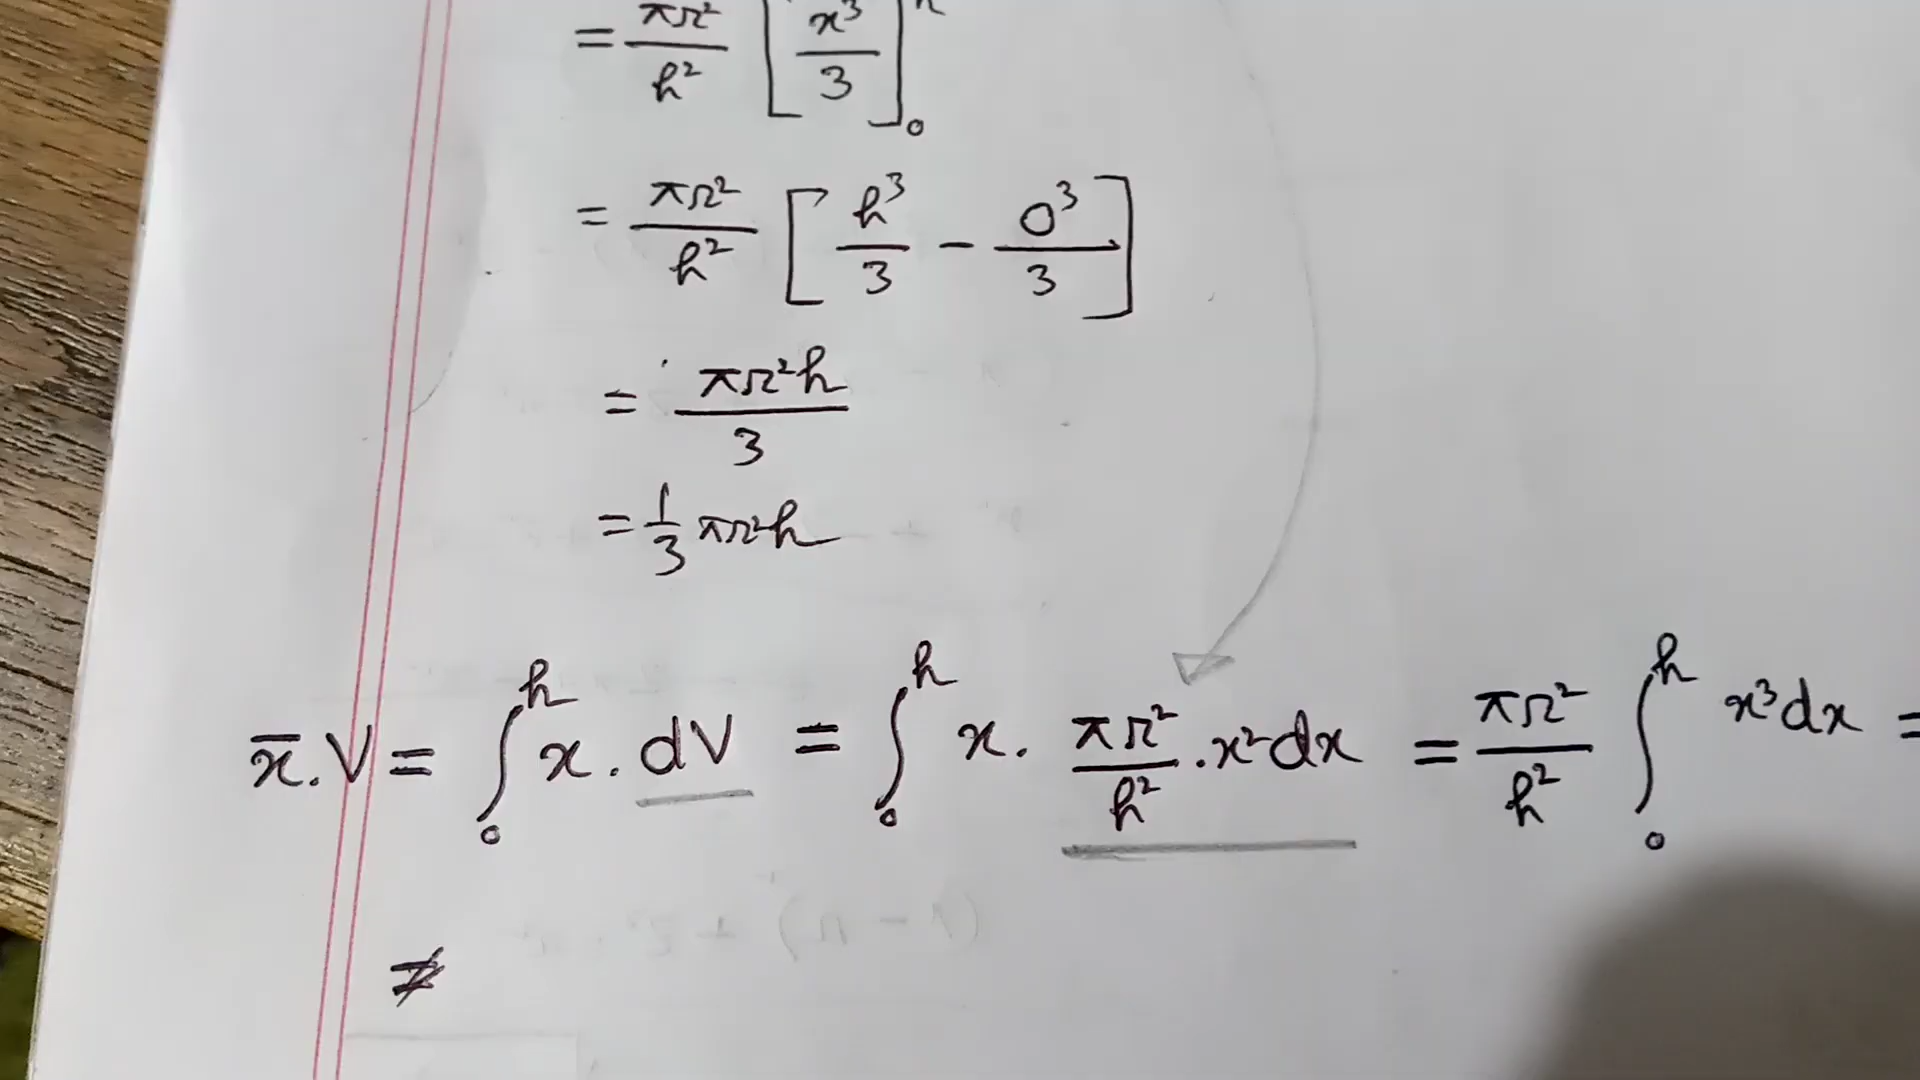 = πr²/h² [x³/3]₀ʰ
= πr²/h² [h³/3 - 0³/3]
= πr²h/3
= 1/3 πr²h
x̄.V = ∫₀ʰ x.dV = ∫₀ʰ x. πr²/h² .x²dx = πr²/h² ∫₀ʰ x³dx =